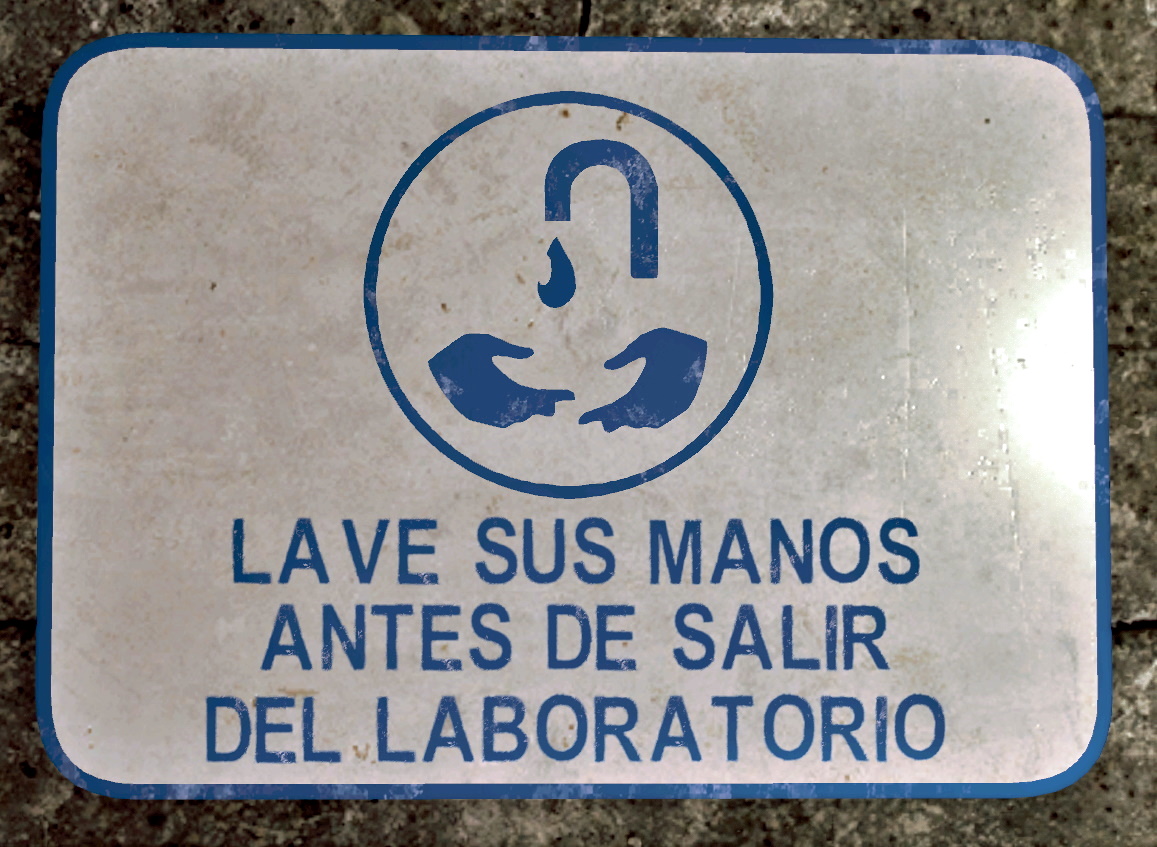 LAVE SUS MANOS
ANTES DE SALIR
DEL LABORATORIO